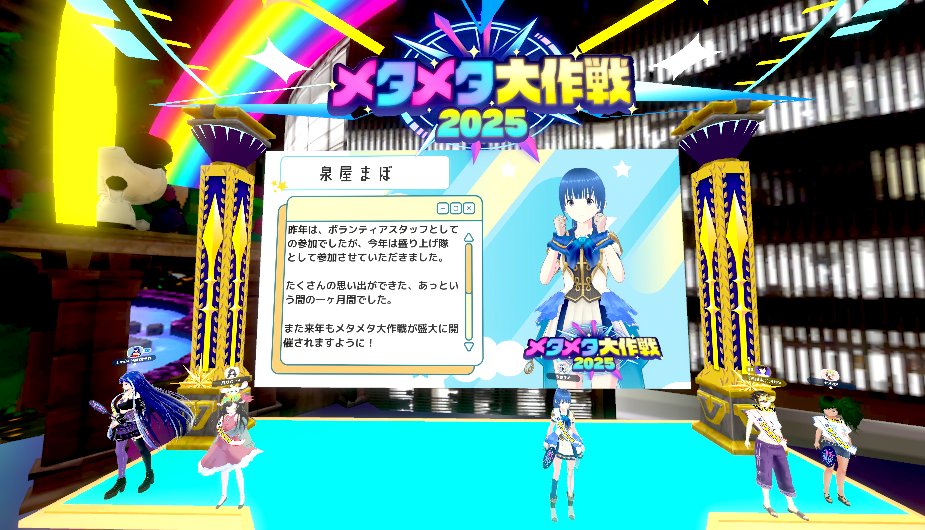 メタメタ大作戦
2025
泉屋まぼ
昨年は、ボランティアスタッフとして
の参加でしたが、今年は盛り上げ隊
として参加させていただきました。
たくさんの思い出ができた、あっとい
う間の一ヶ月間でした。
また来年もメタメタ大作戦が盛大に開
催されますように！
メタメタ大作戦
2025